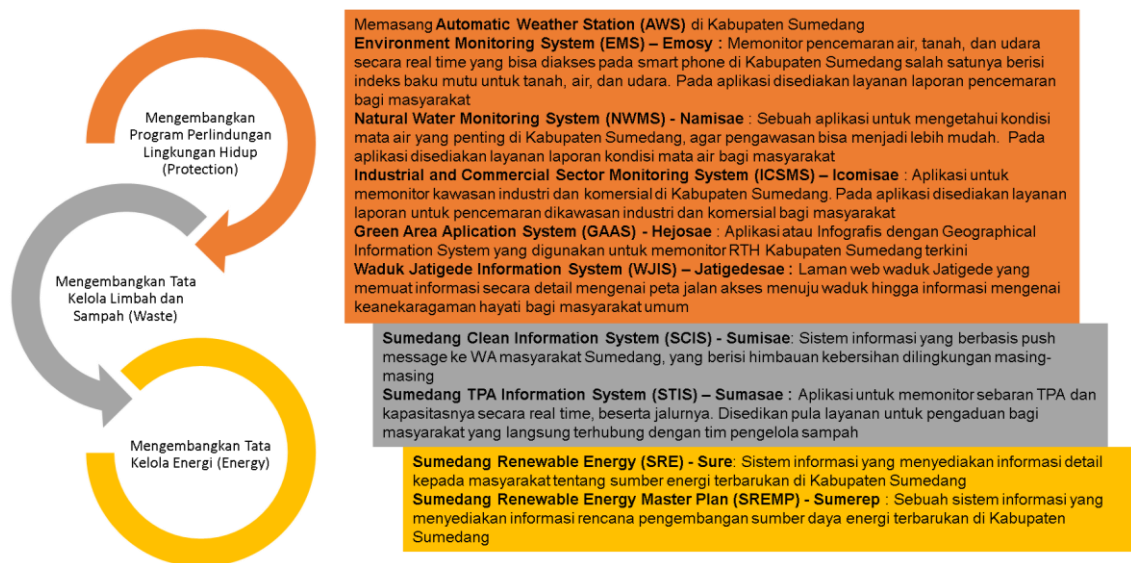 Mengembangkan
Program Perlindungan
Lingkungan Hidup
(Protection)
Memasang Automatic Weather Station (AWS) di Kabupaten Sumedang
Environment Monitoring System (EMS) – Emosy : Memonitor pencemaran air, tanah, dan udara
secara real time yang bisa diakses pada smart phone di Kabupaten Sumedang salah satunya berisi
indeks baku mutu untuk tanah, air, dan udara. Pada aplikasi disediakan layanan laporan pencemaran
bagi masyarakat
Natural Water Monitoring System (NWMS) - Namisae : Sebuah aplikasi untuk mengetahui kondisi
mata air yang penting di Kabupaten Sumedang, agar pengawasan bisa menjadi lebih mudah. Pada
aplikasi disediakan layanan laporan kondisi mata air bagi masyarakat
Industrial and Commercial Sector Monitoring System (ICSMS) – Icomisae : Aplikasi untuk
memonitor kawasan industri dan komersial di Kabupaten Sumedang. Pada aplikasi disediakan layanan
laporan untuk pencemaran dikawasan industri dan komersial bagi masyarakat
Green Area Aplication System (GAAS) - Hejosae : Aplikasi atau Infografis dengan Geographical
Information System yang digunakan untuk memonitor RTH Kabupaten Sumedang terkini
Waduk Jatigede Information System (WJIS) – Jatigedesae : Laman web waduk Jatigede yang
memuat informasi secara detail mengenai peta jalan akses menuju waduk hingga informasi mengenai
keanekaragaman hayati bagi masyarakat umum
Mengembangkan Tata
Kelola Limbah dan
Sampah (Waste)
Sumedang Clean Information System (SCIS) - Sumisae: Sistem informasi yang berbasis push
message ke WA masyarakat Sumedang, yang berisi himbauan kebersihan dilingkungan masing-
masing
Sumedang TPA Information System (STIS) – Sumasae : Aplikasi untuk memonitor sebaran TPA dan
kapasitasnya secara real time, beserta jalurnya. Disedikan pula layanan untuk pengaduan bagi
masyarakat yang langsung terhubung dengan tim pengelola sampah
Mengembangkan Tata
Kelola Energi (Energy)
Sumedang Renewable Energy (SRE) - Sure: Sistem informasi yang menyediakan informasi detail
kepada masyarakat tentang sumber energi terbarukan di Kabupaten Sumedang
Sumedang Renewable Energy Master Plan (SREMP) - Sumerep : Sebuah sistem informasi yang
menyediakan informasi rencana pengembangan sumber daya energi terbarukan di Kabupaten
Sumedang